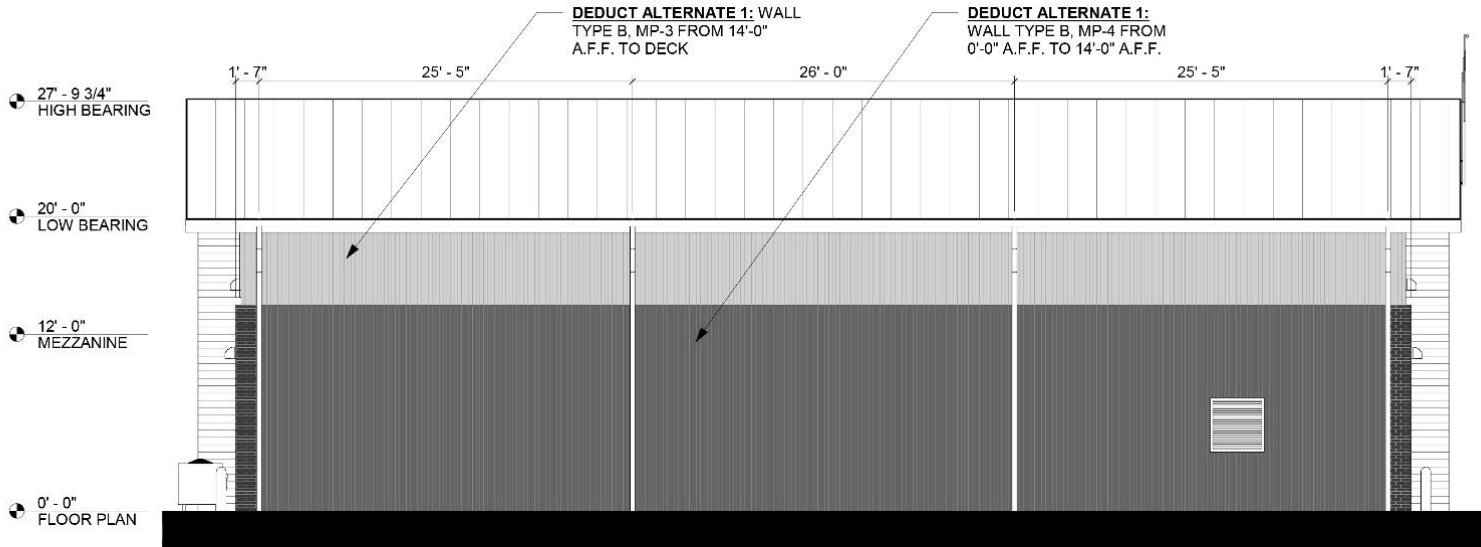 DEDUCT ALTERNATE 1: WALL
TYPE B, MP-3 FROM 14'-0"
A.F.F. TO DECK
DEDUCT ALTERNATE 1:
WALL TYPE B, MP-4 FROM
0'-0" A.F.F. TO 14'-0" A.F.F.
1' - 7"
25' - 5"
26' - 0"
25' - 5"
1' - 7"
27' - 9 3/4"
HIGH BEARING
20' - 0"
LOW BEARING
12' - 0"
MEZZANINE
0' - 0"
FLOOR PLAN